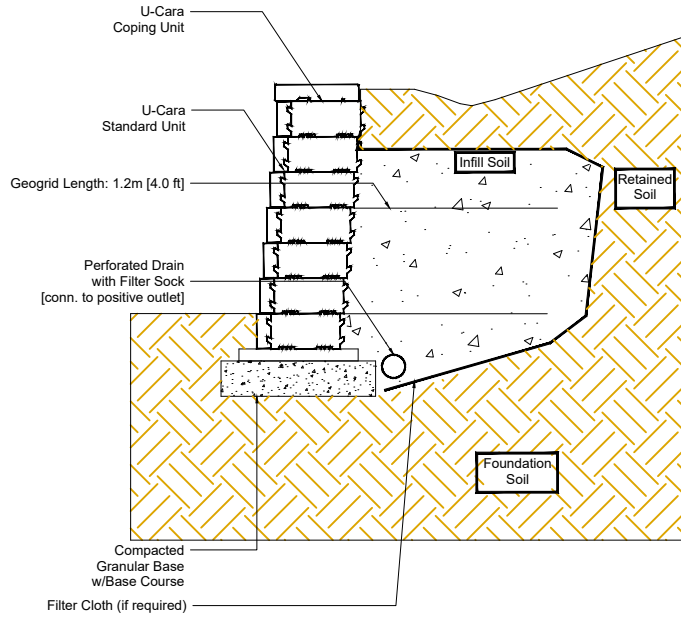 U-Cara
Coping Unit
U-Cara
Standard Unit
Infill Soil
Geogrid Length: 1.2m [4.0 ft]
Retained
Soil
Perforated Drain
with Filter Sock
[conn. to positive outlet]
Foundation
Soil
Compacted
Granular Base
w/Base Course
Filter Cloth (if required)